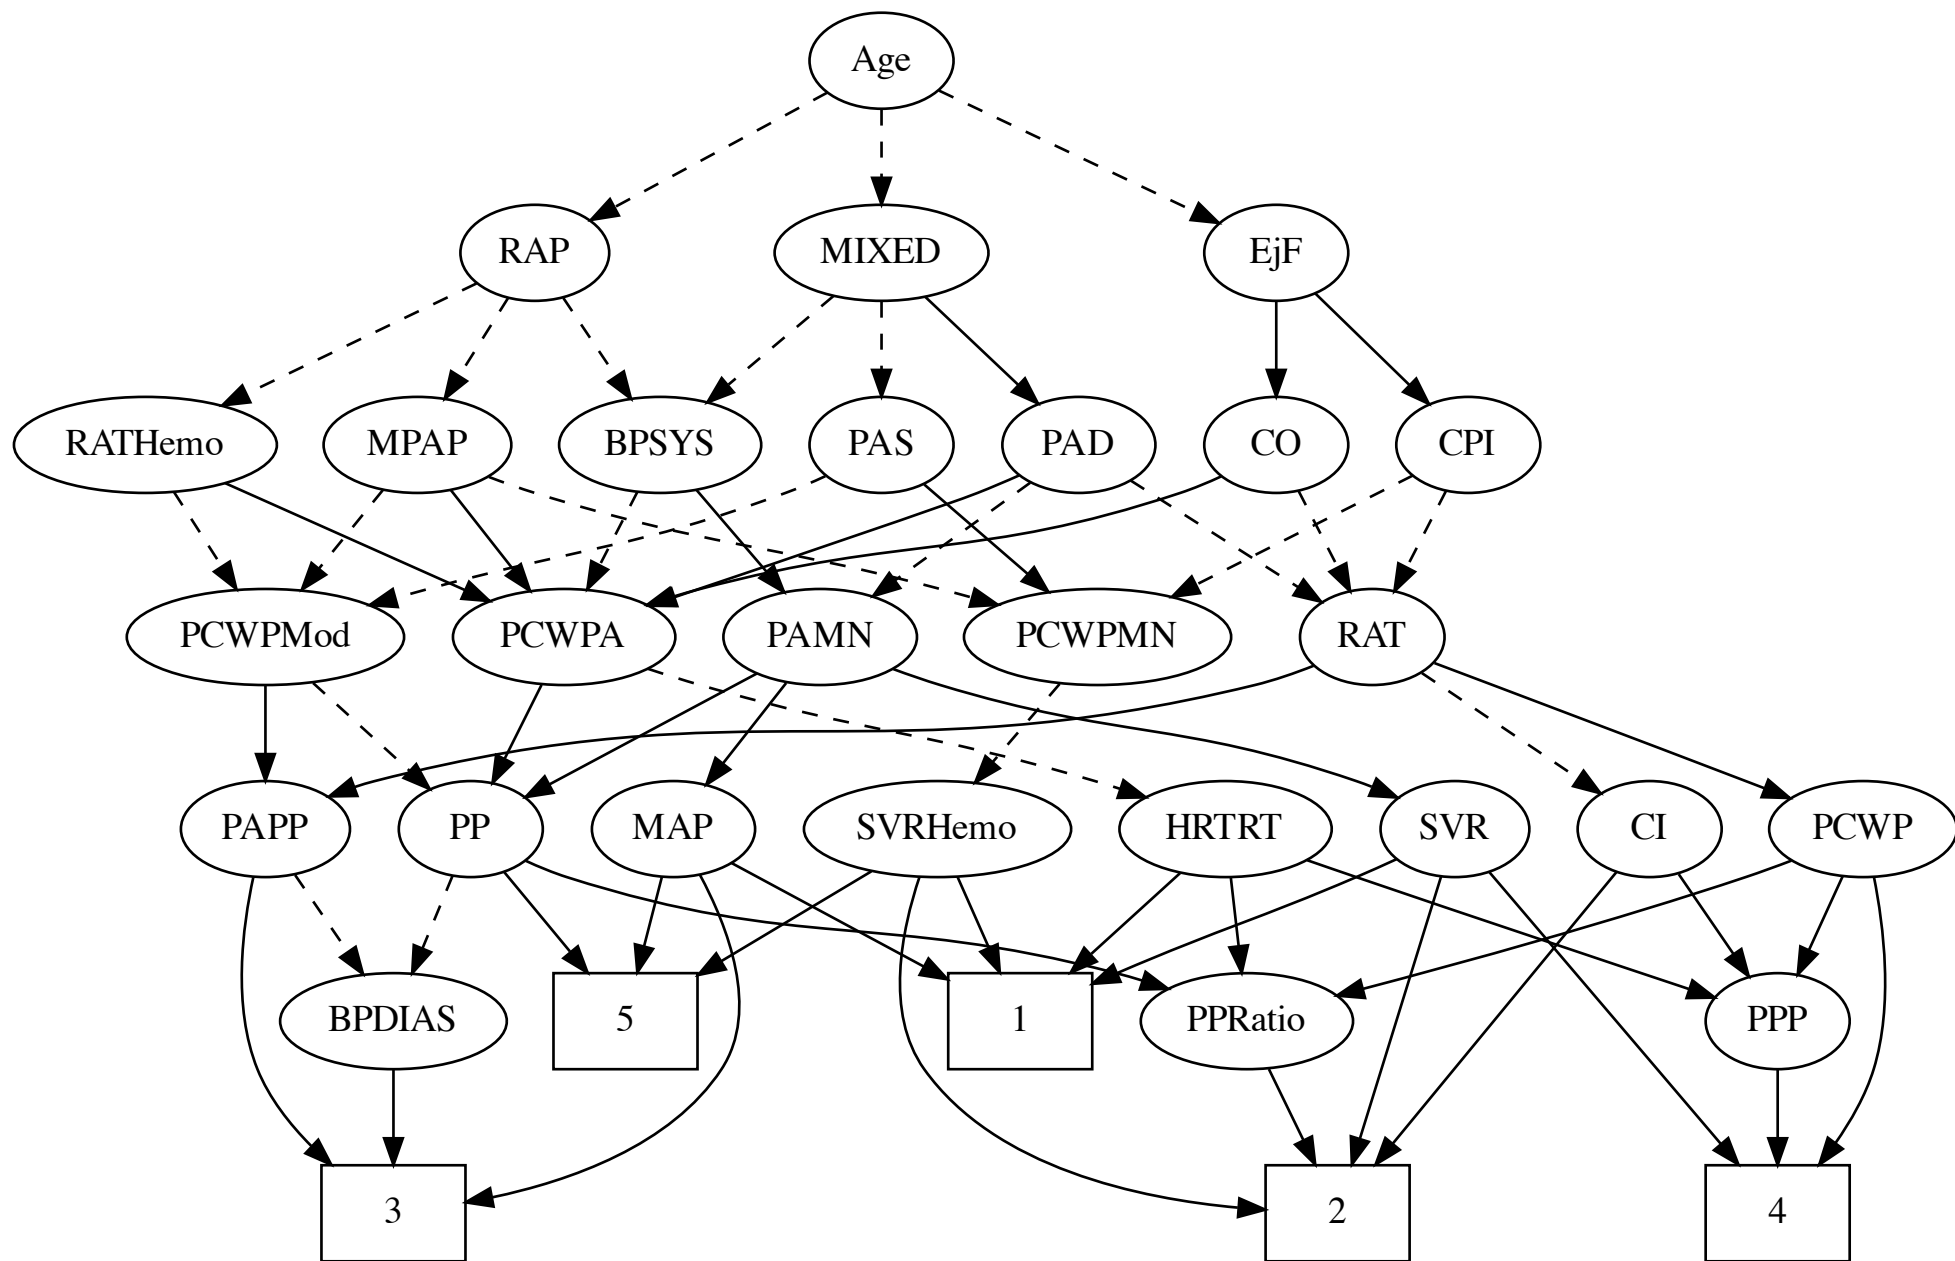 Age
RAP
MIXED
EjF
RATHemo
MPAP
BPSYS
PAS
PAD
CO
CPI
PCWPMod
PCWPA
PAMN
PCWPMN
RAT
PAPP
PP
MAP
SVRHemo
HRTRT
SVR
CI
PCWP
BPDIAS
5
1
PPRatio
PPP
3
2
4